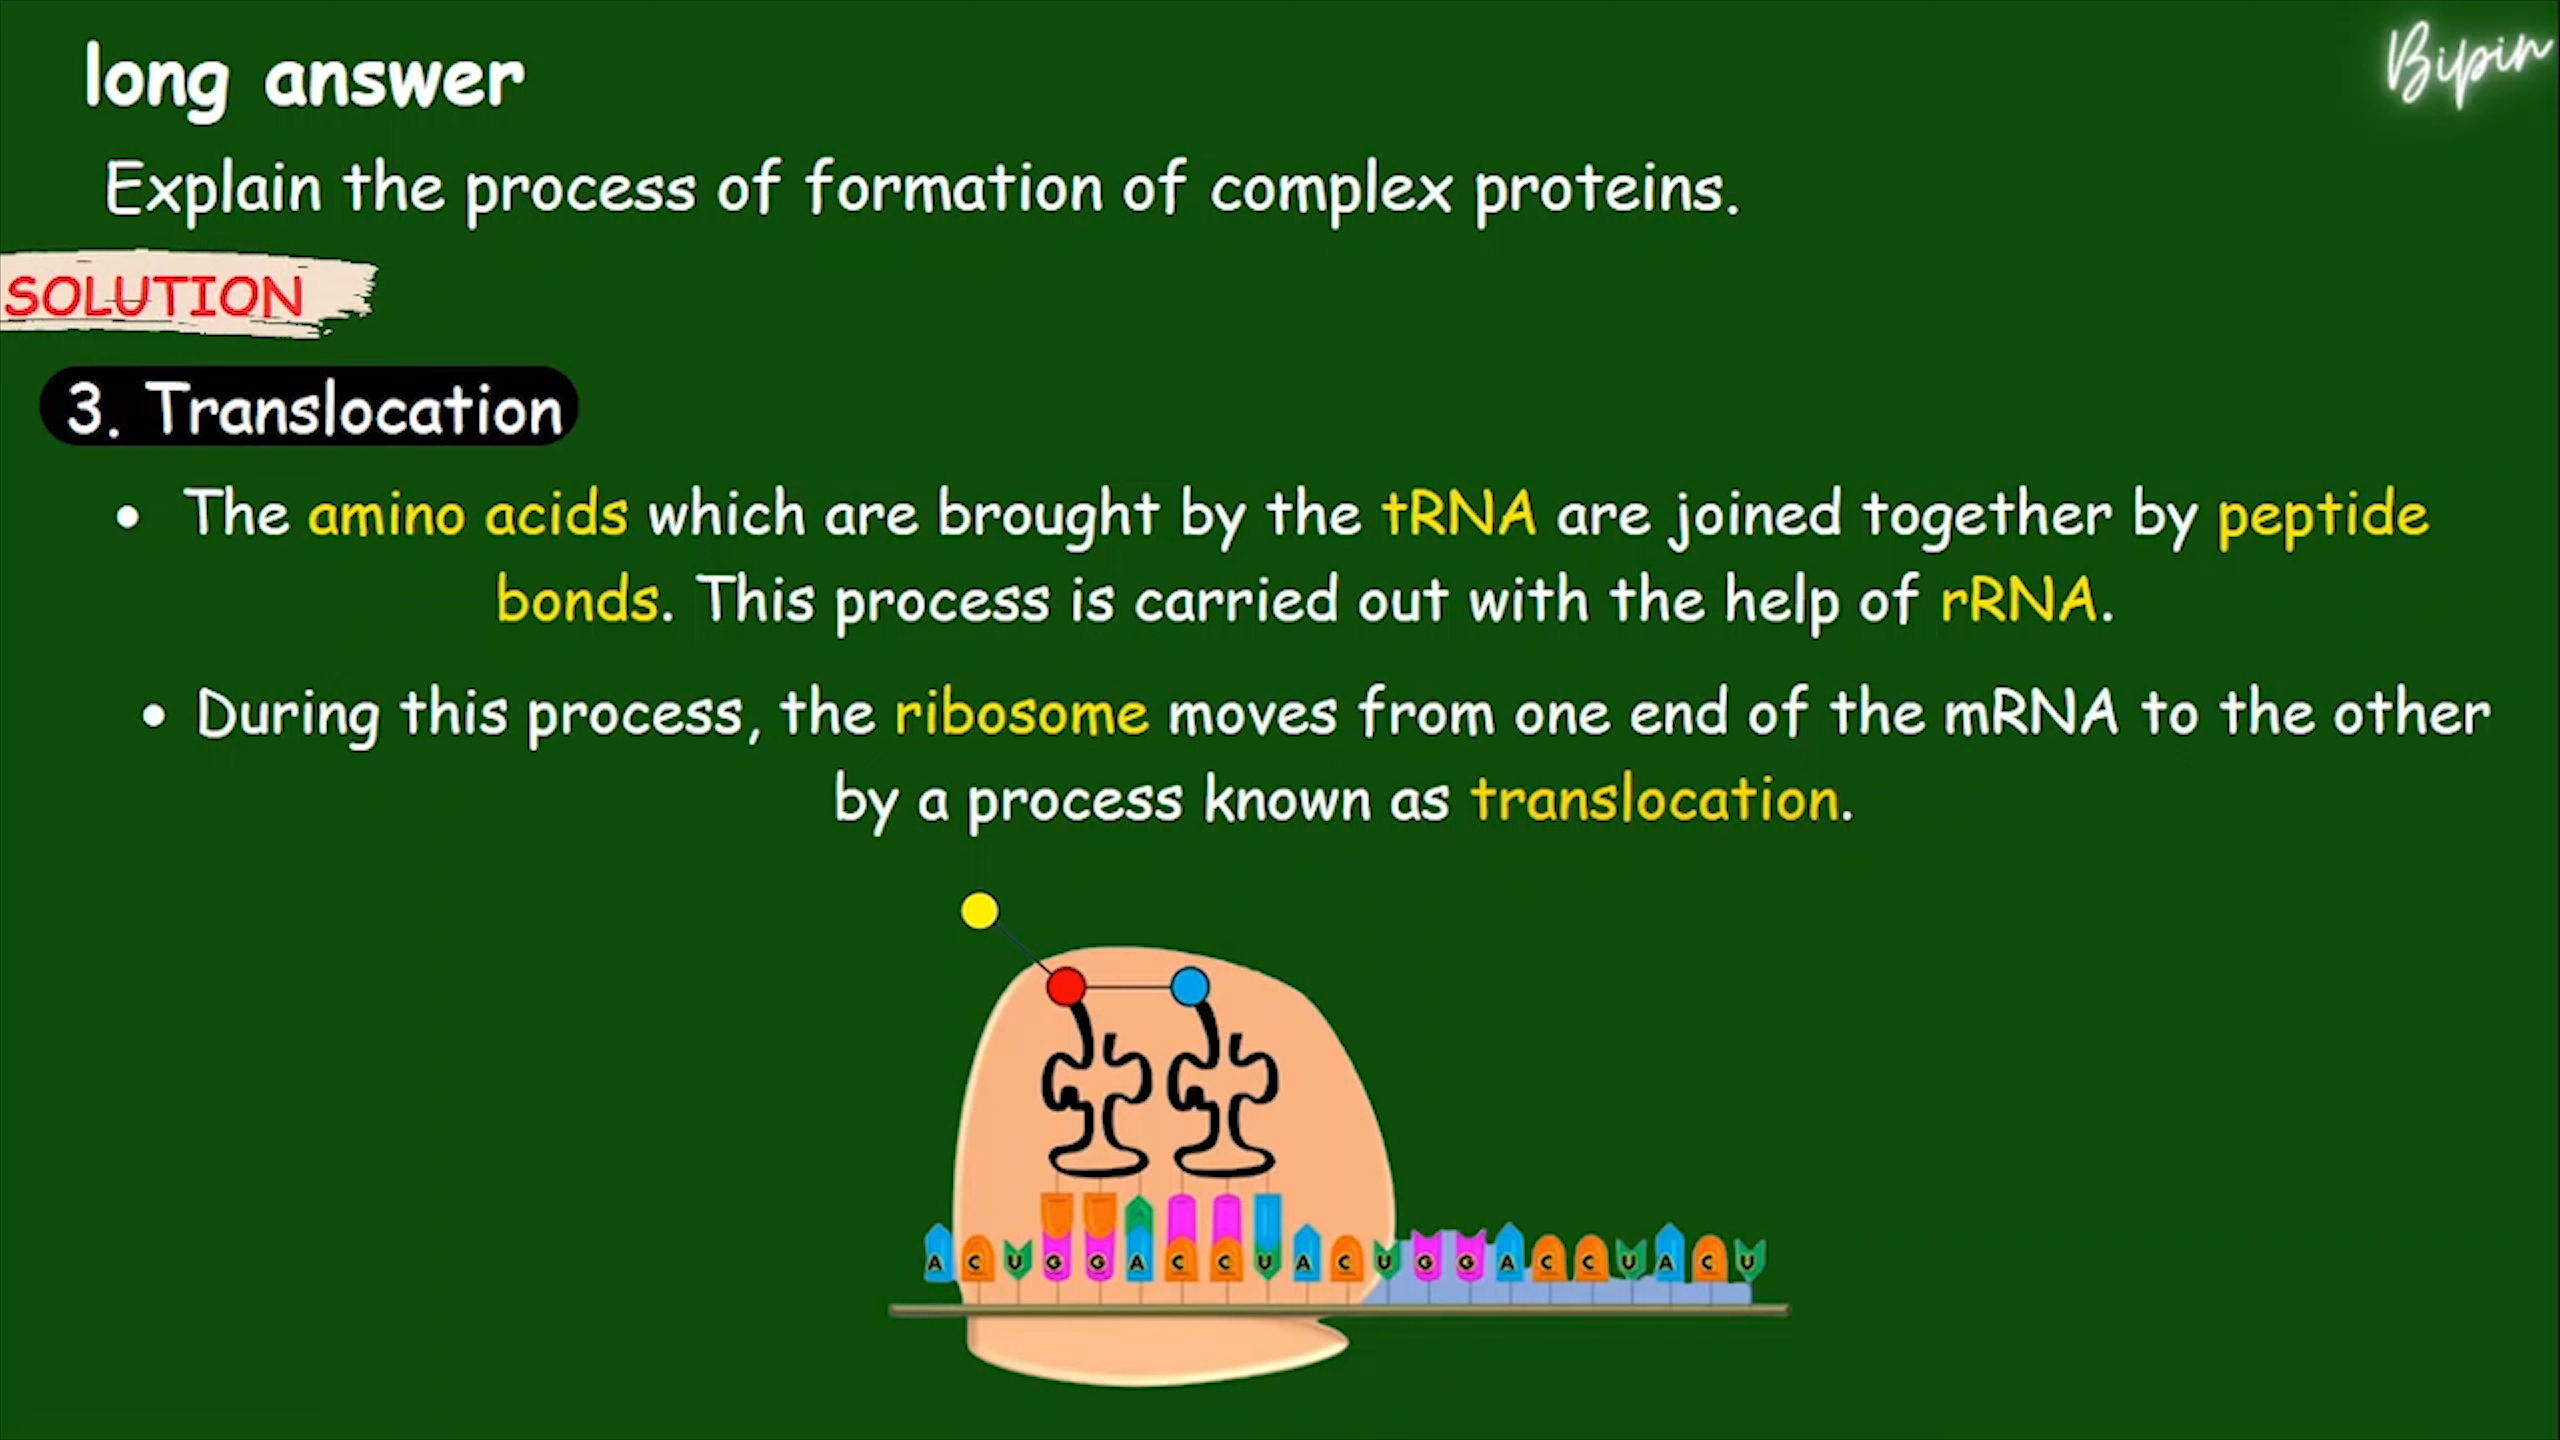 long answer
Bipin
Explain the process of formation of complex proteins.
SOLUTION
3. Translocation
• The amino acids which are brought by the tRNA are joined together by peptide
bonds. This process is carried out with the help of rRNA.
• During this process, the ribosome moves from one end of the mRNA to the other
by a process known as translocation.
A C U G G A C C U A C U G G A C C U A C U